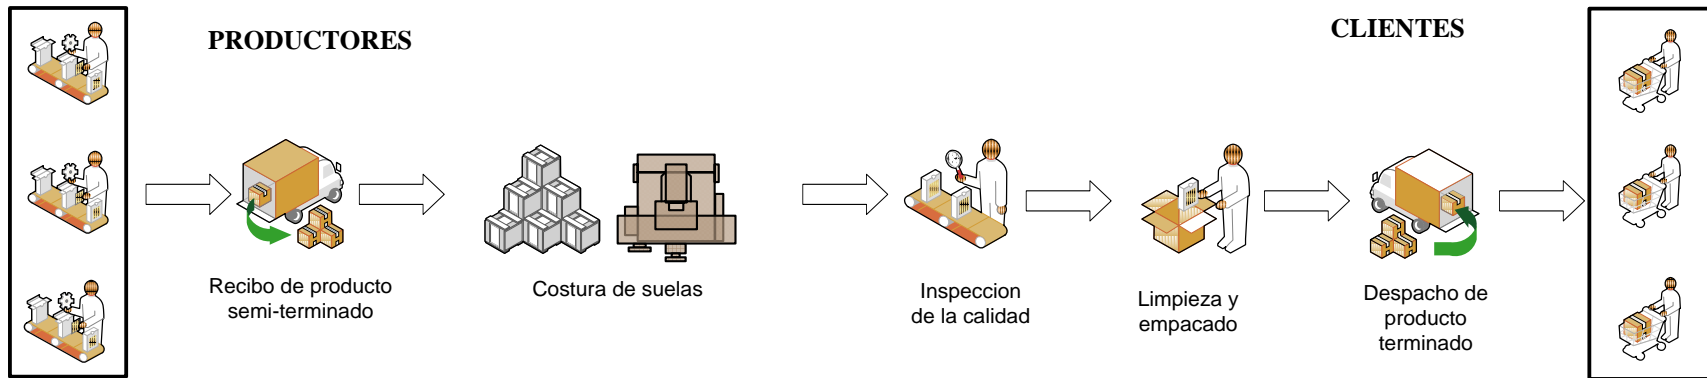 PRODUCTORES
CLIENTES
Recibo de producto
semi-terminado
Costura de suelas
Inspeccion
de la calidad
Limpieza y
empacado
Despacho de
producto
terminado